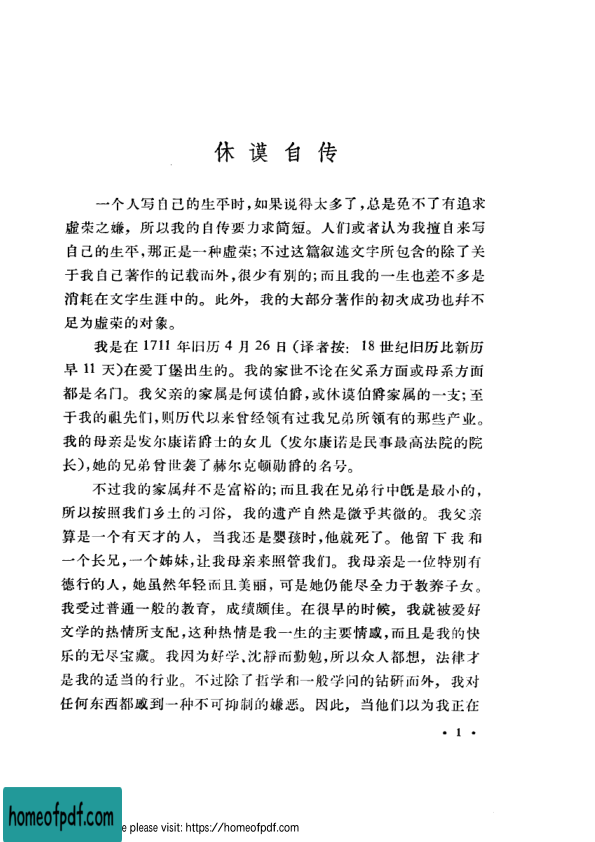 休谟自传
一个人写自己的生平时，如果说得太多了，总是免不了有追求
虚荣之嫌，所以我的自传要力求简短。人们或者认为我擅自来写
自己的生平，那正是一种虚荣；不过这篇叙述文字所包含的除了关
于我自己著作的记载而外，很少有别的；而且我的一生也差不多是
消耗在文字生涯中的。此外，我的大部分著作的初次成功也幷不
足为虚荣的对象。
我是在1711年旧历4月26日（译者按：18世纪旧历比新历
早11天）在爱丁堡出生的。我的家世不论在父系方面或母系方面
都是名门。我父亲的家属是何谟伯爵，或休谟伯爵家属的一支；至
于我的祖先们，则历代以来曾经领有过我兄弟所领有的那些产业。
我的母亲是发尔康诺爵士的女儿（发尔康诺是民事最高法院的院
长），她的兄弟曾世袭了赫尔克顿勋爵的名号。
不过我的家属幷不是富裕的；而且我在兄弟行中旣是最小的，
所以按照我们乡土的习俗，我的遗产自然是微乎其微的。我父亲
算是一个有天才的人，当我还是婴孩时，他就死了。他留下我和
一个长兄，一个姊妹，让我母亲来照管我们。我母亲是一位特别有
德行的人，她虽然年轻而且美丽，可是她仍能尽全力于教养子女。
我受过普通一般的教育，成绩颇佳。在很早的时候，我就被爱好
文学的热情所支配，这种热情是我一生的主要情感，而且是我的快
乐的无尽宝藏。我因为好学、沈靜而勤勉，所以众人都想，法律才
是我的适当的行业。不过除了哲学和一般学问的钻研而外，我对
任何东西都感到一种不可抑制的嫌恶。因此，当他们以为我正在
• 1 •
homeofpdf.com
e please visit: https://homeofpdf.com